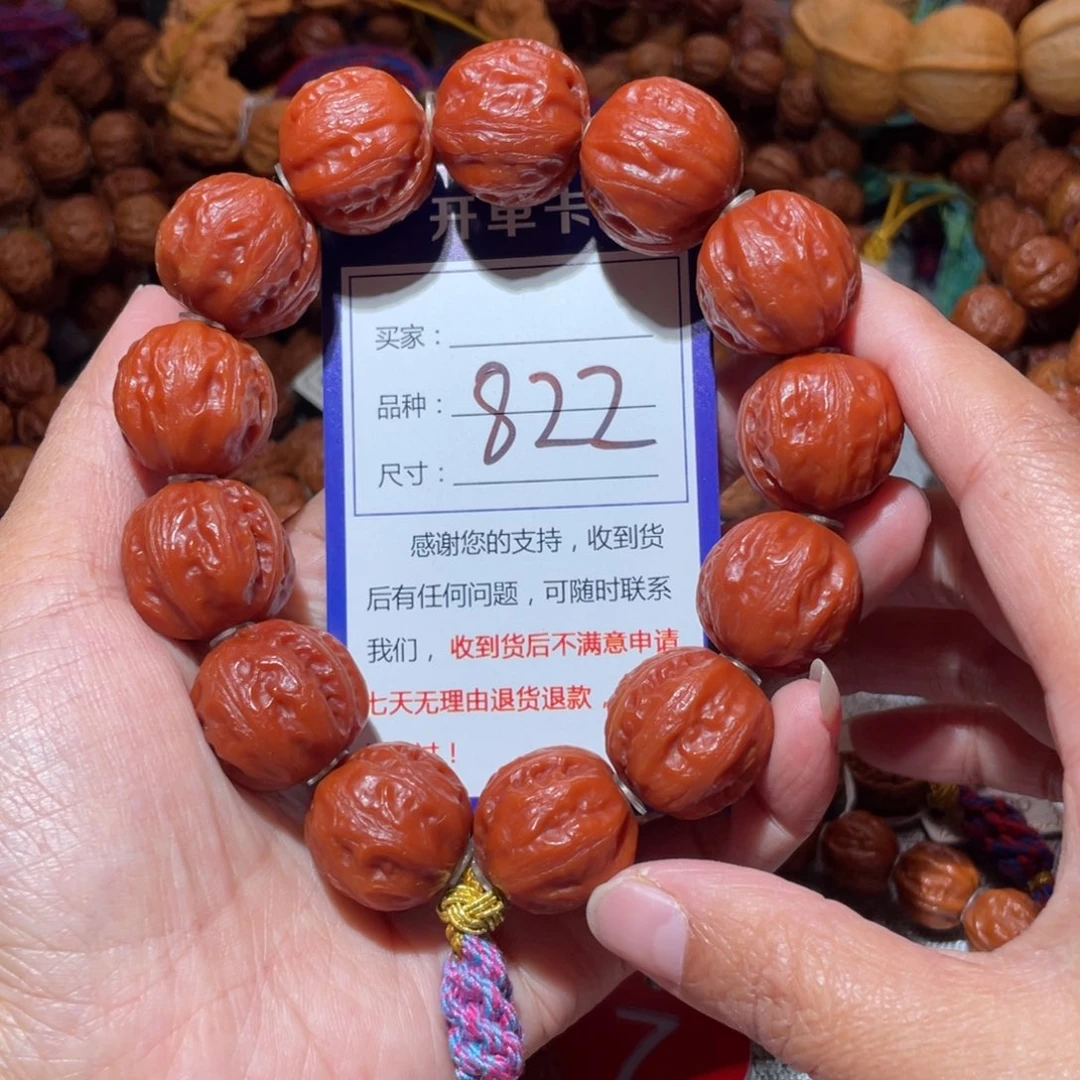 开单卡
买家：
品种：822
尺寸：
感谢您的支持，收到货
后有任何问题，可随时联系
我们，收到货后不满意申请
七天无理由退货退款，
！
7